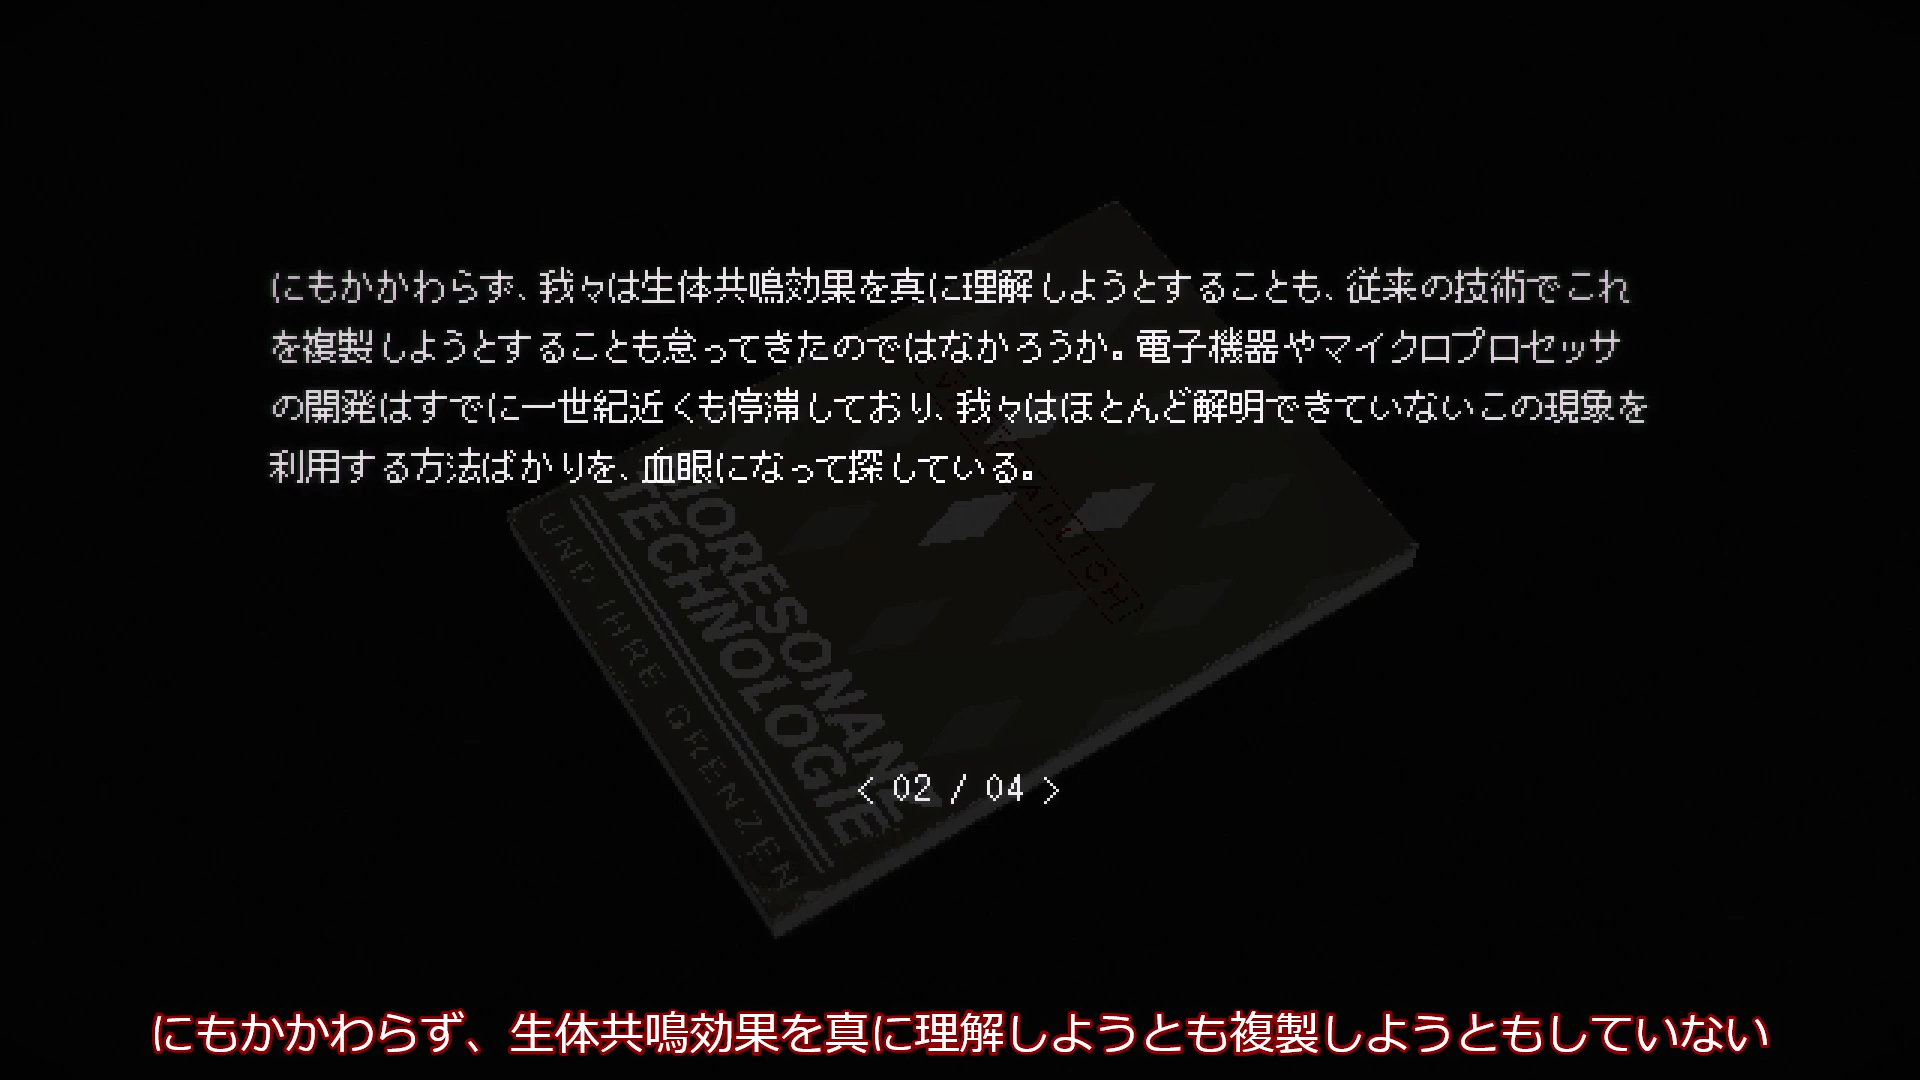 にもかかわらず、我々は生体共鳴効果を真に理解しようとすることも、従来の技術でこれ
を複製しようとすることも怠ってきたのではなかろうか。電子機器やマイクロプロセッサ
の開発はすでに一世紀近くも停滞しており、我々はほとんど解明できていないこの現象を
利用する方法ばかりを、血眼になって探している。
BIORESONANZ
TECHNOLOGIE
UND IHRE GRENZEN
< 02 / 04 >
にもかかわらず、生体共鳴効果を真に理解しようとも複製しようともしていない